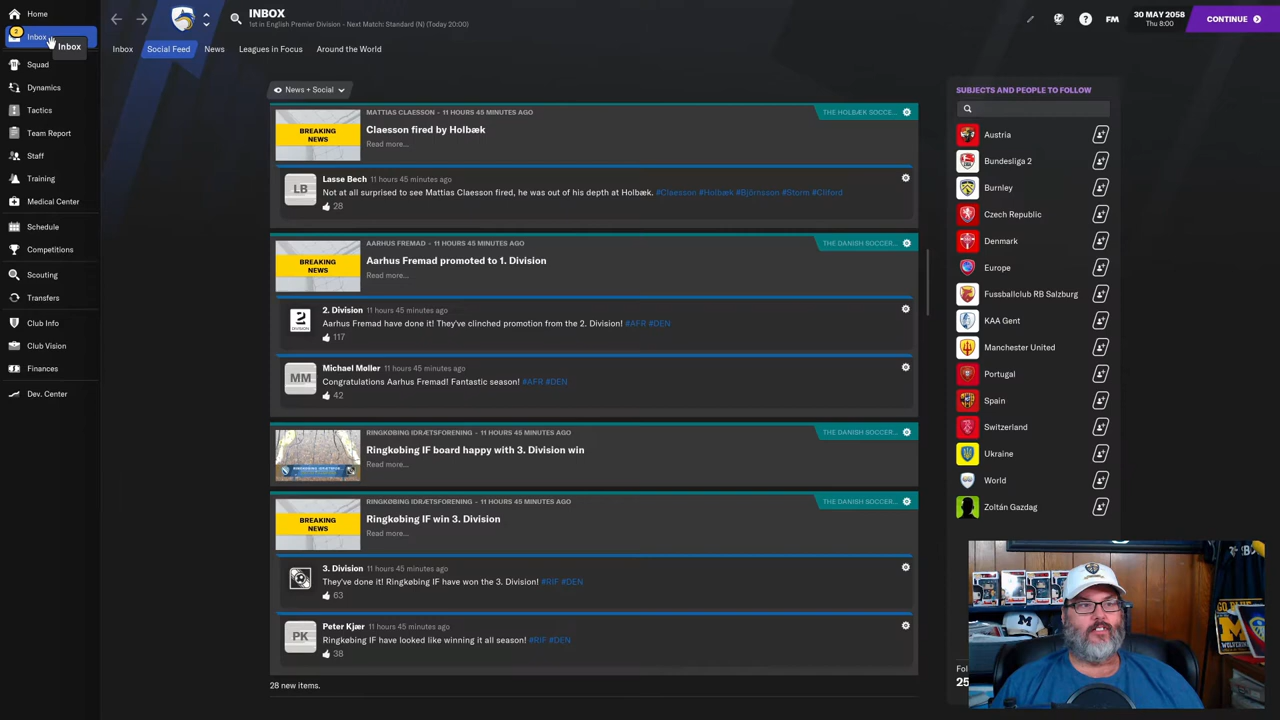 Home
2
Inbox
Inbox
Squad
Dynamics
Tactics
Team Report
Staff
Training
Medical Center
Schedule
Competitions
Scouting
Transfers
Club Info
Club Vision
Finances
Dev. Center
INBOX
1st in English Premier Division - Next Match: Standard (N) (Today 20:00)
? FM
30 MAY 2058
Thu 8:00
CONTINUE
Inbox Social Feed News Leagues in Focus Around the World
News + Social
MATTIAS CLAESSON - 11 HOURS 45 MINUTES AGO
THE HOLBÆK SOCCE...
BREAKING NEWS
Claesson fired by Holbæk
Read more...
LB
Lasse Bech 11 hours 45 minutes ago
Not at all surprised to see Mattias Claesson fired, he was out of his depth at Holbæk. #Claesson #Holbæk #Björnsson #Storm #Cliford
28
AARHUS FREMAD - 11 HOURS 45 MINUTES AGO
THE DANISH SOCCER...
BREAKING NEWS
Aarhus Fremad promoted to 1. Division
Read more...
2 DIVISION
2. Division 11 hours 45 minutes ago
Aarhus Fremad have done it! They've clinched promotion from the 2. Division! #AFR #DEN
117
MM
Michael Møller 11 hours 45 minutes ago
Congratulations Aarhus Fremad! Fantastic season! #AFR #DEN
42
RINGKØBING IDRÆTSFORENING - 11 HOURS 45 MINUTES AGO
THE DANISH SOCCER...
Ringkøbing IF board happy with 3. Division win
Read more...
RINGKØBING IDRÆTSFORENING - 11 HOURS 45 MINUTES AGO
THE DANISH SOCCER...
BREAKING NEWS
Ringkøbing IF win 3. Division
Read more...
3. Division 11 hours 45 minutes ago
They've done it! Ringkøbing IF have won the 3. Division! #RIF #DEN
63
PK
Peter Kjær 11 hours 45 minutes ago
Ringkøbing IF have looked like winning it all season! #RIF #DEN
38
28 new items.
SUBJECTS AND PEOPLE TO FOLLOW
Austria
Bundesliga 2
Burnley
Czech Republic
Denmark
Europe
Fussballclub RB Salzburg
KAA Gent
Manchester United
Portugal
Spain
Switzerland
Ukraine
World
Zoltán Gazdag
Fol
25
M
GO BLUE
M